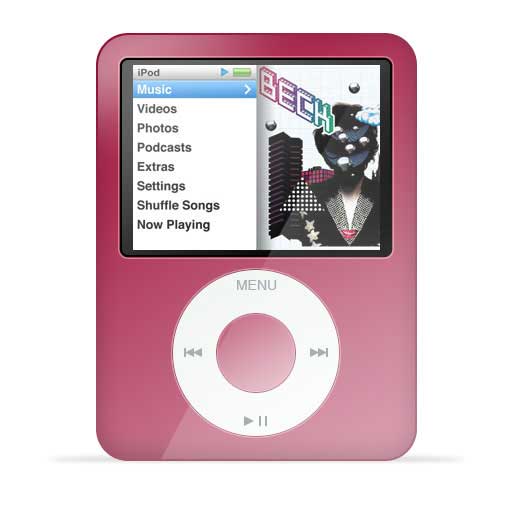 iPod
Music
Videos
Photos
Podcasts
Extras
Settings
Shuffle Songs
Now Playing
BECK
MENU